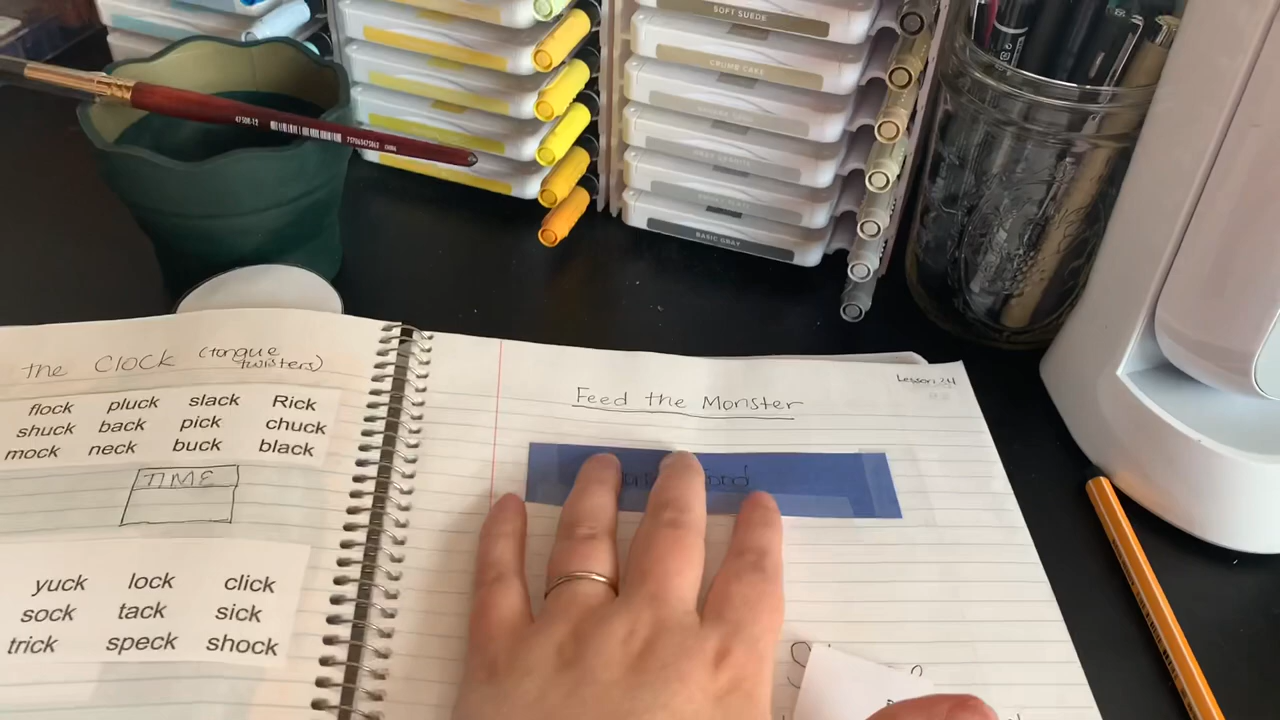 SOFT SUEDE
CRUMB CAKE
BASIC GRAY
the Clock (tongue
twisters)
flock pluck slack Rick
shuck back pick chuck
mock neck buck black
TIME
yuck lock click
sock tack sick
trick speck shock
Lesson 24
Feed the Monster